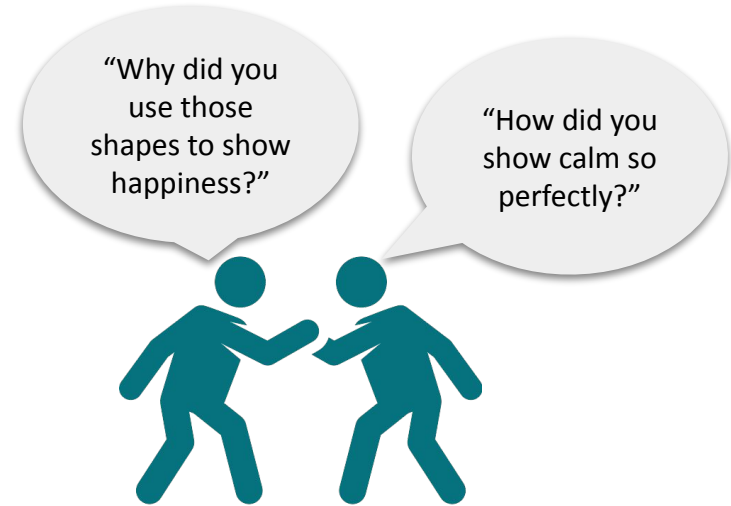 “Why did you
use those
shapes to show
happiness?”
“How did you
show calm so
perfectly?”